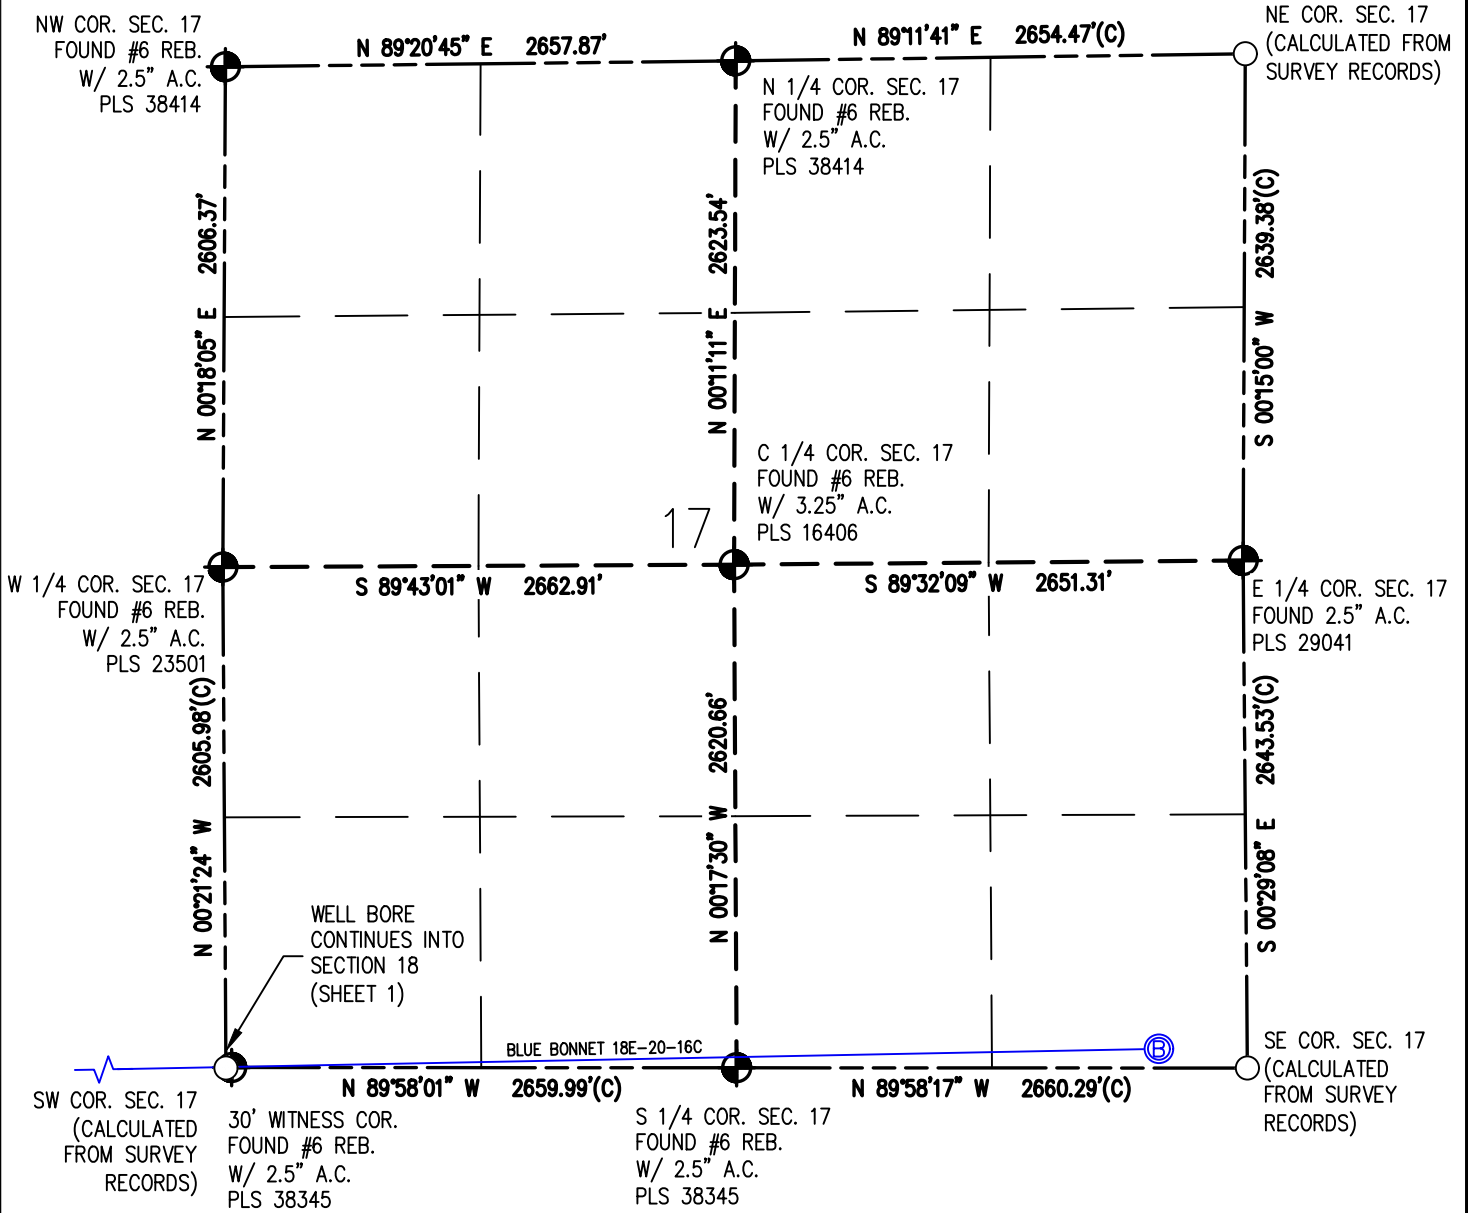 NW COR. SEC. 17
FOUND #6 REB.
W/ 2.5" A.C.
PLS 38414
N 89°20'45" E 2657.87'
N 89°11'41" E 2654.47'(C)
NE COR. SEC. 17
(CALCULATED FROM
SURVEY RECORDS)
N 1/4 COR. SEC. 17
FOUND #6 REB.
W/ 2.5" A.C.
PLS 38414
N 00°18'05" E 2606.37'
N 00°11'11" E 2623.54'
S 00°15'00" W 2639.38'(C)
C 1/4 COR. SEC. 17
FOUND #6 REB.
W/ 3.25" A.C.
PLS 16406
17
W 1/4 COR. SEC. 17
FOUND #6 REB.
W/ 2.5" A.C.
PLS 23501
S 89°43'01" W 2662.91'
S 89°32'09" W 2651.31'
E 1/4 COR. SEC. 17
FOUND 2.5" A.C.
PLS 29041
N 00°21'24" W 2605.98'(C)
N 00°17'30" W 2620.66'
S 00°29'08" E 2643.53'(C)
WELL BORE
CONTINUES INTO
SECTION 18
(SHEET 1)
BLUE BONNET 18E-20-16C
B
SW COR. SEC. 17
(CALCULATED
FROM SURVEY
RECORDS)
N 89°58'01" W 2659.99'(C)
N 89°58'17" W 2660.29'(C)
SE COR. SEC. 17
(CALCULATED
FROM SURVEY
RECORDS)
30' WITNESS COR.
FOUND #6 REB.
W/ 2.5" A.C.
PLS 38345
S 1/4 COR. SEC. 17
FOUND #6 REB.
W/ 2.5" A.C.
PLS 38345